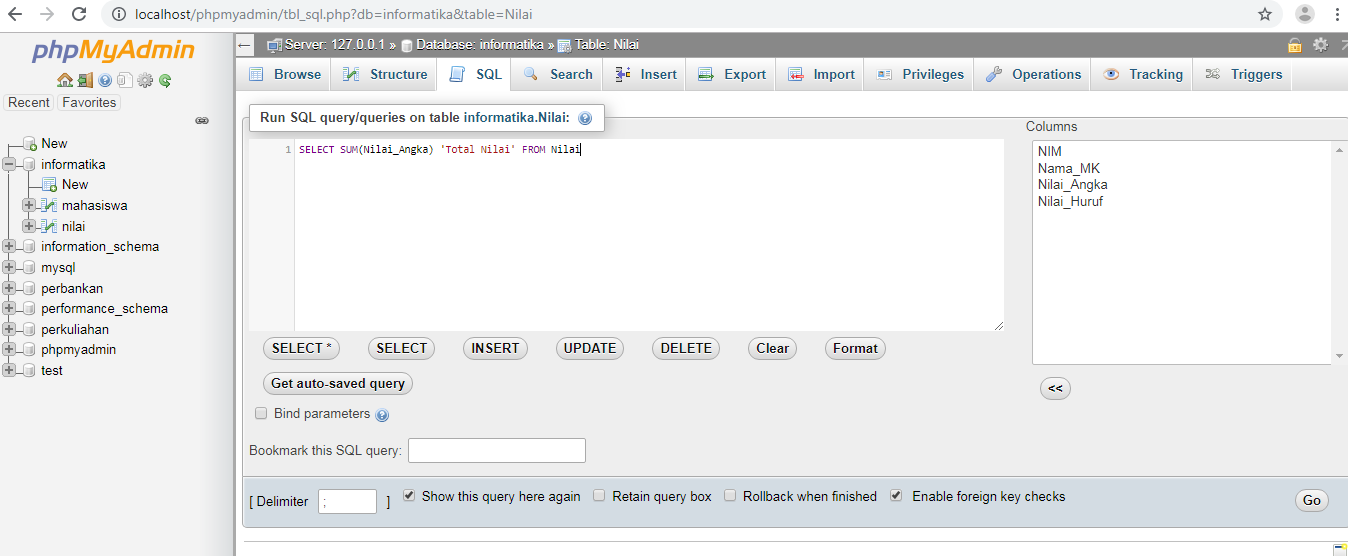 localhost/phpmyadmin/tbl_sql.php?db=informatika&table=Nilai
phpMyAdmin
Recent Favorites
New
informatika
New
mahasiswa
nilai
information_schema
mysql
perbankan
performance_schema
perkuliahan
phpmyadmin
test
Server: 127.0.0.1 » Database: informatika » Table: Nilai
Browse Structure SQL Search Insert Export Import Privileges Operations Tracking Triggers
Run SQL query/queries on table informatika.Nilai:
1 SELECT SUM(Nilai_Angka) 'Total Nilai' FROM Nilai
Columns
NIM
Nama_MK
Nilai_Angka
Nilai_Huruf
<<
SELECT * SELECT INSERT UPDATE DELETE Clear Format
Get auto-saved query
Bind parameters
Bookmark this SQL query:
[ Delimiter ; ] Show this query here again Retain query box Rollback when finished Enable foreign key checks Go